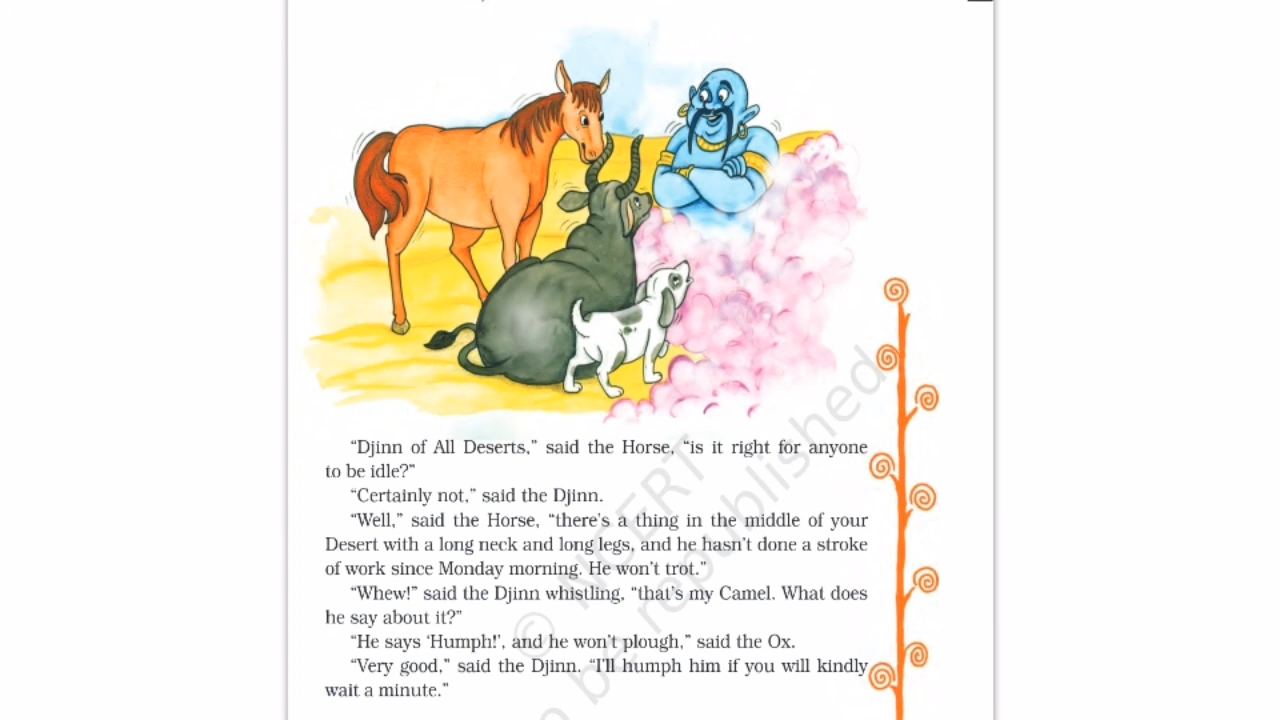 “Djinn of All Deserts,” said the Horse, “is it right for anyone
to be idle?”
“Certainly not,” said the Djinn.
“Well,” said the Horse, “there’s a thing in the middle of your
Desert with a long neck and long legs, and he hasn’t done a stroke
of work since Monday morning. He won’t trot.”
“Whew!” said the Djinn whistling, “that’s my Camel. What does
he say about it?”
“He says ‘Humph!’, and he won’t plough,” said the Ox.
“Very good,” said the Djinn. “I’ll humph him if you will kindly
wait a minute.”
© NCERT
be republished